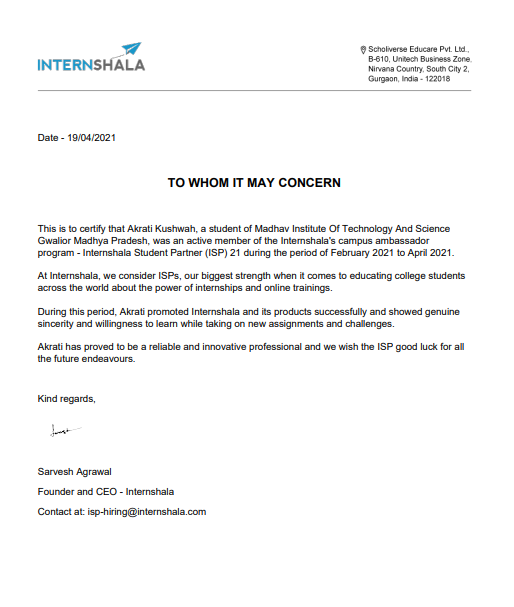 INTERNSHALA
Scholiverse Educare Pvt. Ltd.,
B-610, Unitech Business Zone,
Nirvana Country, South City 2,
Gurgaon, India - 122018
Date - 19/04/2021
TO WHOM IT MAY CONCERN
This is to certify that Akrati Kushwah, a student of Madhav Institute Of Technology And Science
Gwalior Madhya Pradesh, was an active member of the Internshala's campus ambassador
program - Internshala Student Partner (ISP) 21 during the period of February 2021 to April 2021.
At Internshala, we consider ISPs, our biggest strength when it comes to educating college students
across the world about the power of internships and online trainings.
During this period, Akrati promoted Internshala and its products successfully and showed genuine
sincerity and willingness to learn while taking on new assignments and challenges.
Akrati has proved to be a reliable and innovative professional and we wish the ISP good luck for all
the future endeavours.
Kind regards,
Sarvesh Agrawal
Founder and CEO - Internshala
Contact at: isp-hiring@internshala.com